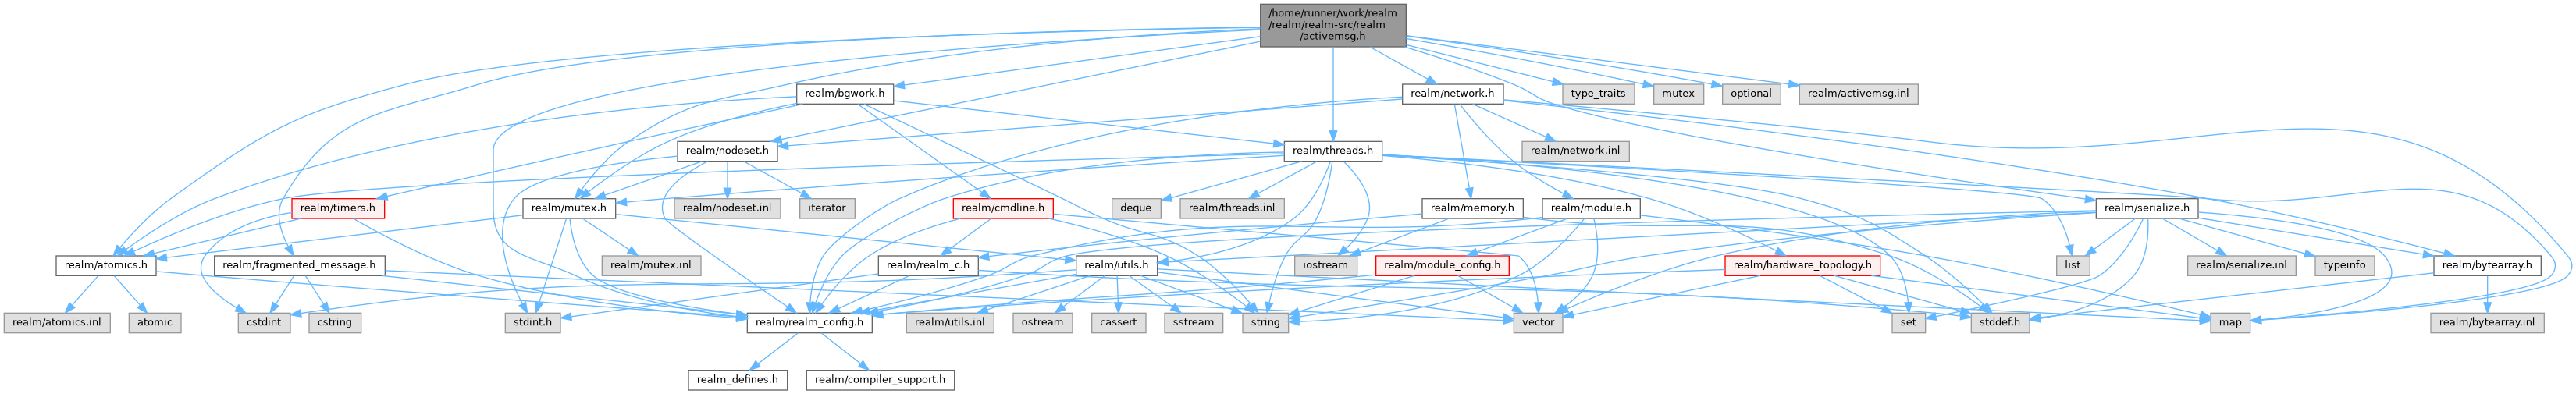 /home/runner/work/realm
/realm/realm-src/realm
/activemsg.h
realm/bgwork.h
realm/network.h
type_traits
mutex
optional
realm/activemsg.inl
realm/nodeset.h
realm/threads.h
realm/network.inl
realm/timers.h
realm/mutex.h
realm/nodeset.inl
iterator
realm/cmdline.h
deque
realm/threads.inl
realm/memory.h
realm/module.h
realm/serialize.h
realm/atomics.h
realm/fragmented_message.h
realm/mutex.inl
realm/realm_c.h
realm/utils.h
iostream
realm/module_config.h
realm/hardware_topology.h
list
realm/serialize.inl
typeinfo
realm/bytearray.h
realm/atomics.inl
atomic
cstdint
cstring
stdint.h
realm/realm_config.h
realm/utils.inl
ostream
cassert
sstream
string
vector
set
stddef.h
map
realm/bytearray.inl
realm_defines.h
realm/compiler_support.h